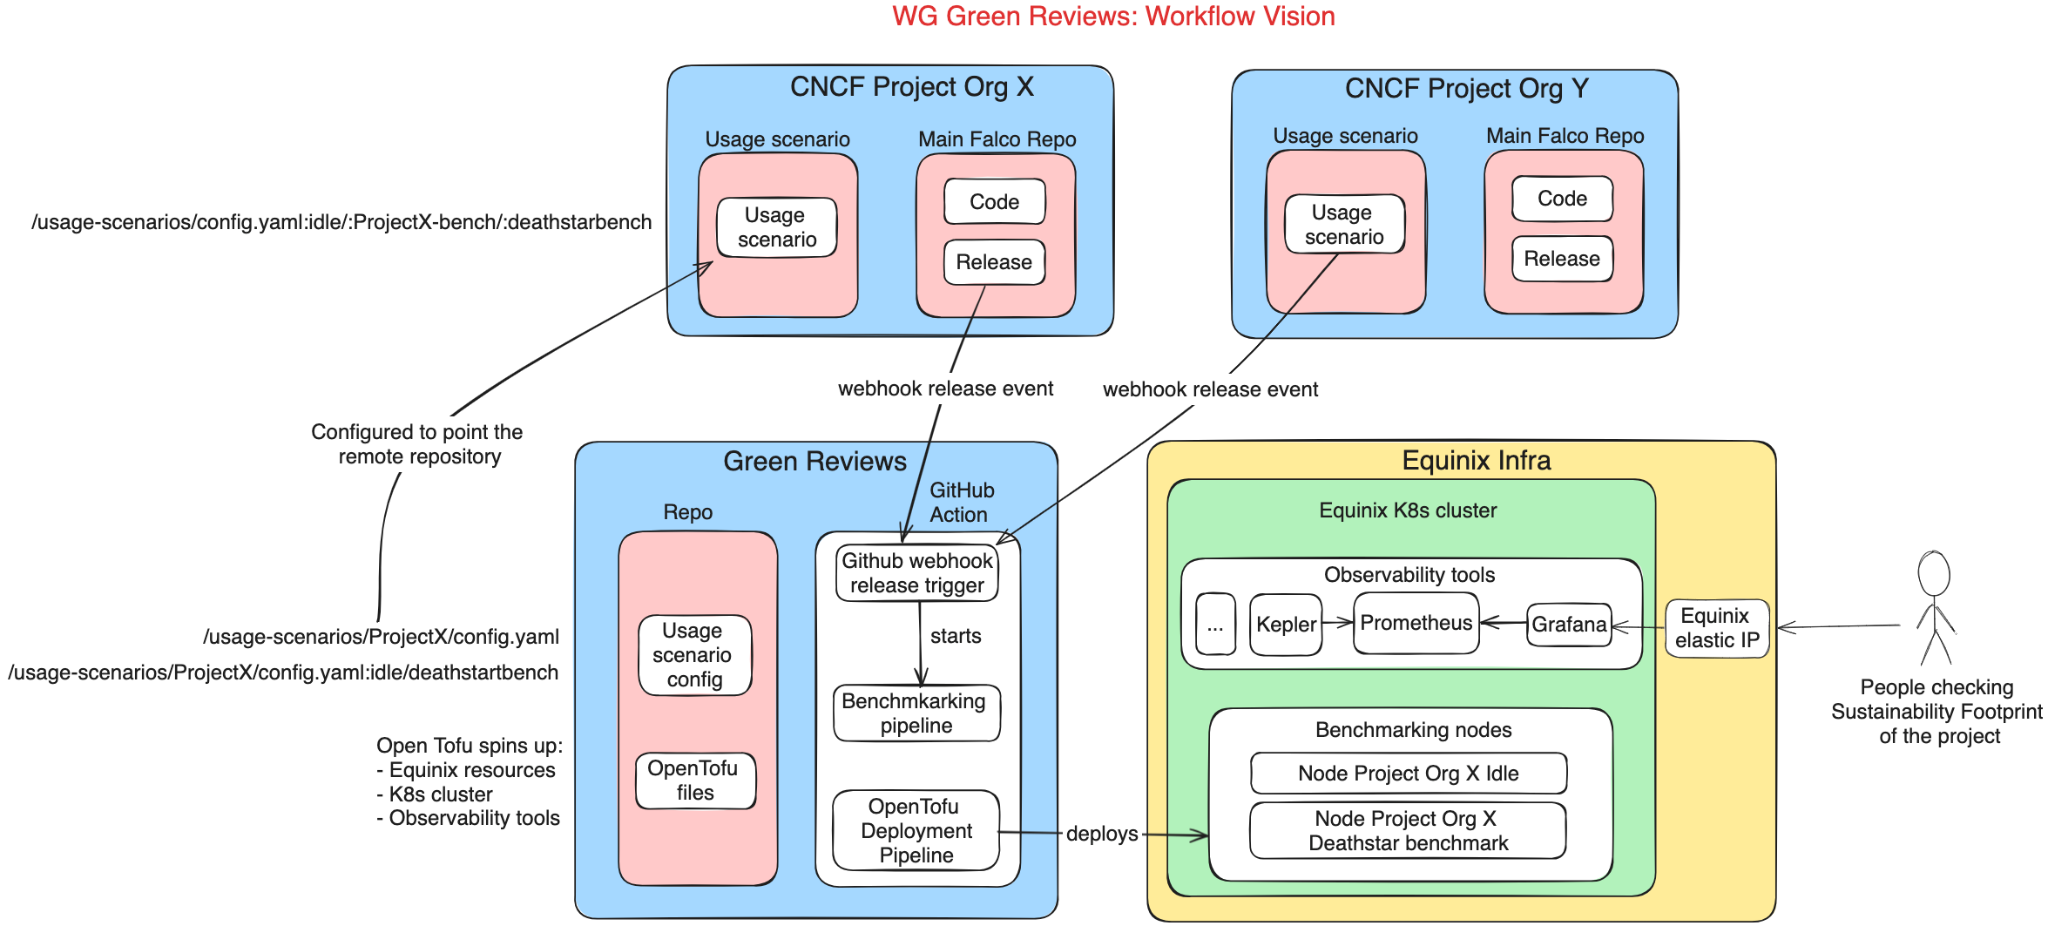 WG Green Reviews: Workflow Vision
CNCF Project Org X
Usage scenario
Main Falco Repo
Usage
scenario
Code
Release
CNCF Project Org Y
Usage scenario
Main Falco Repo
Usage
scenario
Code
Release
/usage-scenarios/config.yaml:idle/:ProjectX-bench/:deathstarbench
webhook release event
webhook release event
Configured to point the
remote repository
/usage-scenarios/ProjectX/config.yaml
/usage-scenarios/ProjectX/config.yaml:idle/deathstartbench
Open Tofu spins up:
- Equinix resources
- K8s cluster
- Observability tools
Green Reviews
Repo
Usage
scenario
config
OpenTofu
files
GitHub
Action
Github webhook
release trigger
starts
Benchmkarking
pipeline
OpenTofu
Deployment
Pipeline
deploys
Equinix Infra
Equinix K8s cluster
Observability tools
...
Kepler
Prometheus
Grafana
Equinix
elastic IP
Benchmarking nodes
Node Project Org X Idle
Node Project Org X
Deathstar benchmark
People checking
Sustainability Footprint
of the project